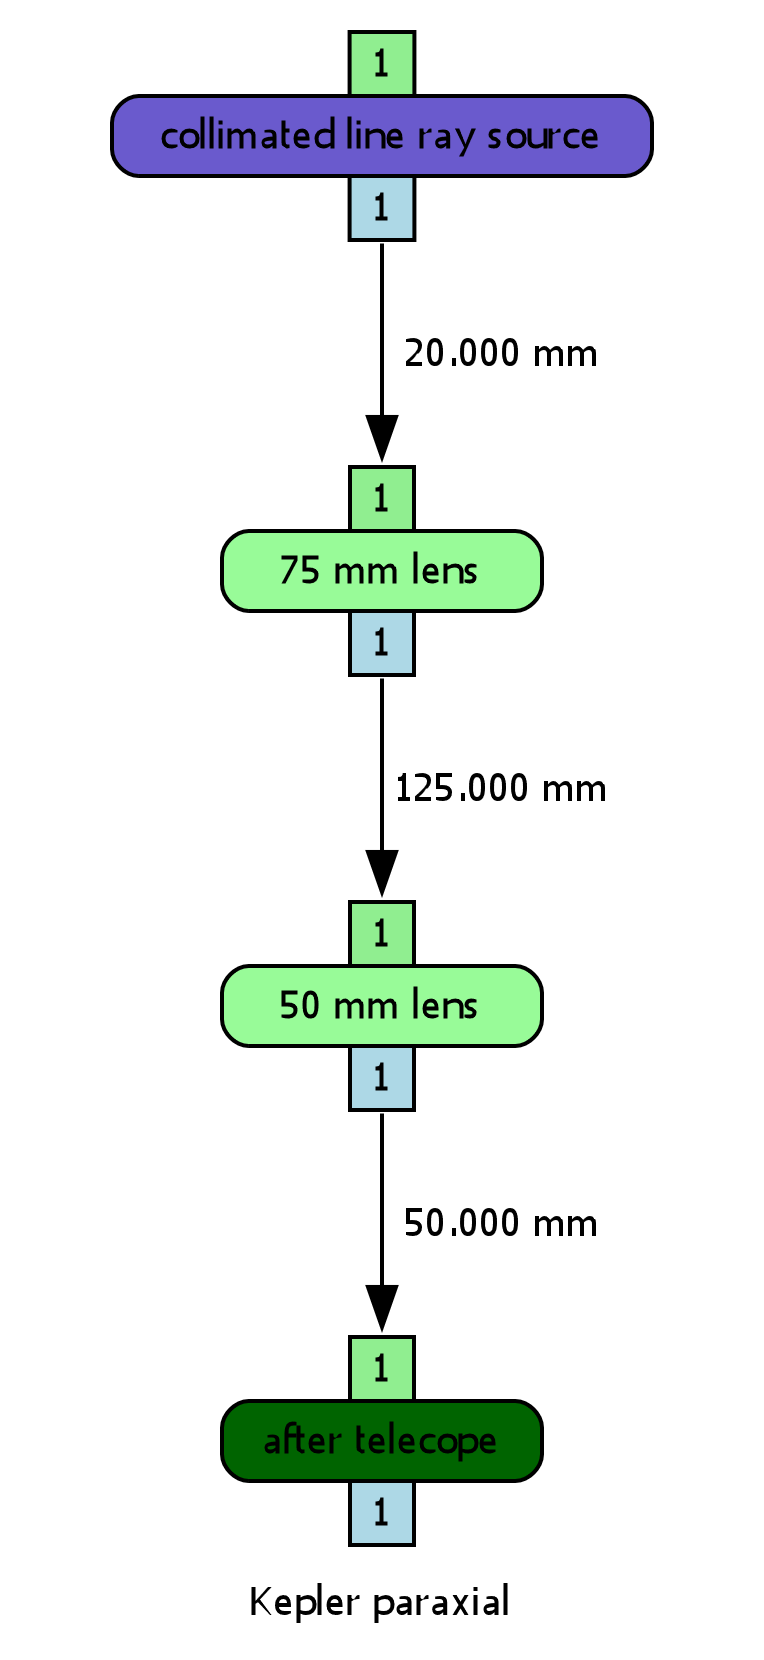 1
collimated line ray source
1
20.000 mm
1
75 mm lens
1
125.000 mm
1
50 mm lens
1
50.000 mm
1
after telecope
1
Kepler paraxial